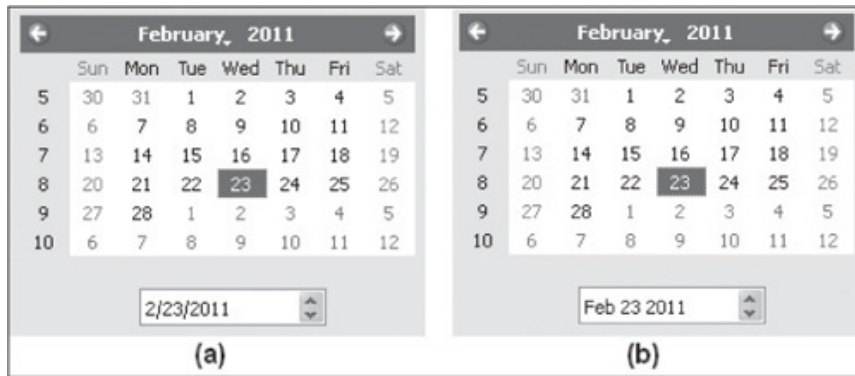 February 2011
Sun Mon Tue Wed Thu Fri Sat
5 30 31 1 2 3 4 5
6 6 7 8 9 10 11 12
7 13 14 15 16 17 18 19
8 20 21 22 23 24 25 26
9 27 28 1 2 3 4 5
10 6 7 8 9 10 11 12
2/23/2011
(a)
February 2011
Sun Mon Tue Wed Thu Fri Sat
5 30 31 1 2 3 4 5
6 6 7 8 9 10 11 12
7 13 14 15 16 17 18 19
8 20 21 22 23 24 25 26
9 27 28 1 2 3 4 5
10 6 7 8 9 10 11 12
Feb 23 2011
(b)